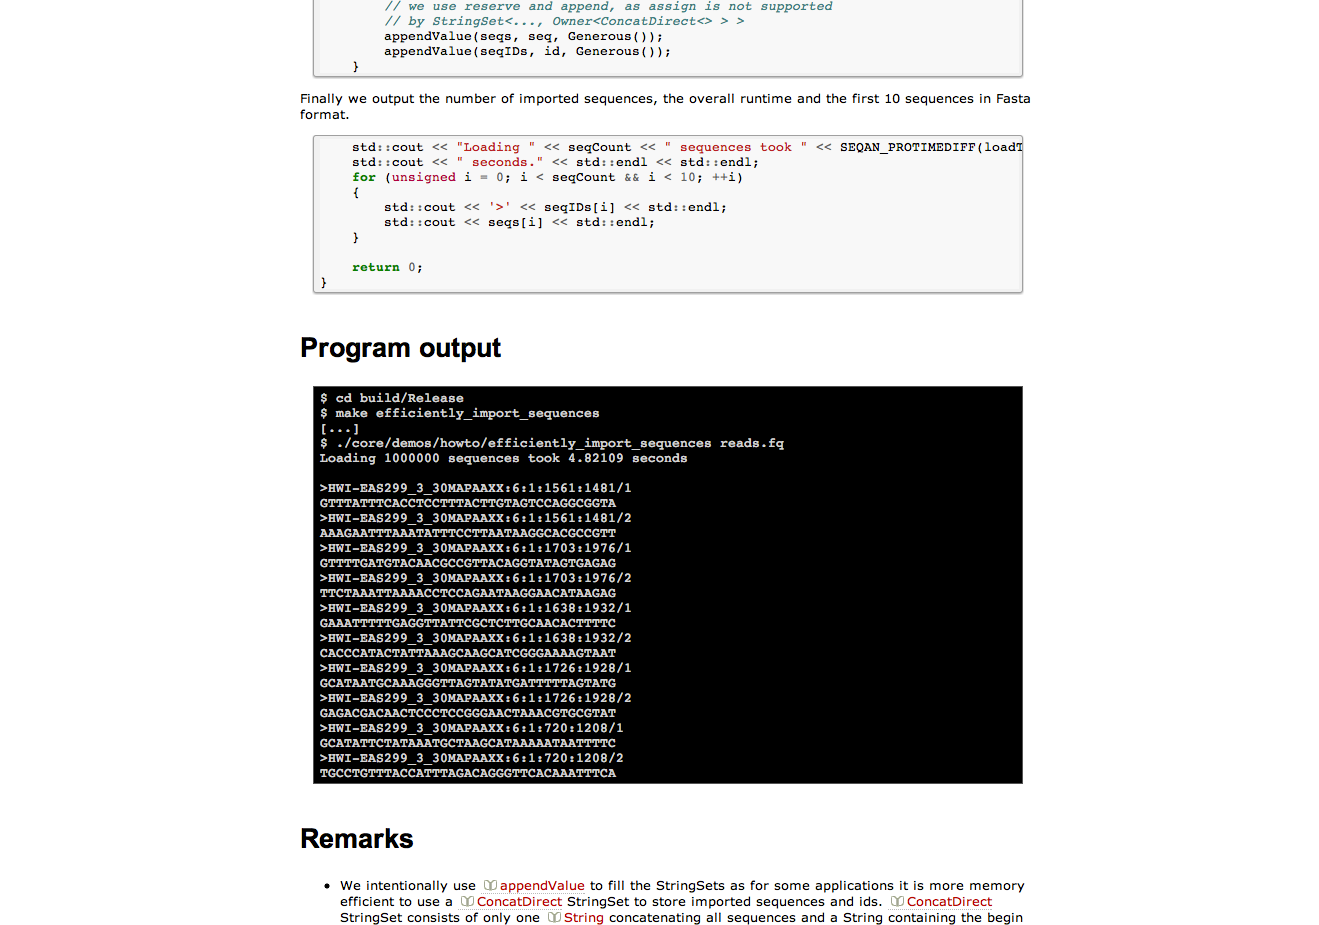 // we use reserve and append, as assign is not supported
// by StringSet<..., Owner<ConcatDirect<> > >
appendValue(seqs, seq, Generous());
appendValue(seqIDs, id, Generous());
}
Finally we output the number of imported sequences, the overall runtime and the first 10 sequences in Fasta
format.
std::cout << "Loading " << seqCount << " sequences took " << SEQAN_PROTIMEDIFF(loadT
std::cout << " seconds." << std::endl << std::endl;
for (unsigned i = 0; i < seqCount && i < 10; ++i)
{
std::cout << '>' << seqIDs[i] << std::endl;
std::cout << seqs[i] << std::endl;
}
return 0;
}
Program output
$ cd build/Release
$ make efficiently_import_sequences
[...]
$ ./core/demos/howto/efficiently_import_sequences reads.fq
Loading 1000000 sequences took 4.82109 seconds
>HWI-EAS299_3_30MAPAAXX:6:1:1561:1481/1
GTTTATTTCACCTCCTTTACTTGTAGTCCAGGCGGTA
>HWI-EAS299_3_30MAPAAXX:6:1:1561:1481/2
AAAGAATTTAAATATTTCCTTAATAAGGCACGCCGTT
>HWI-EAS299_3_30MAPAAXX:6:1:1703:1976/1
GTTTTGATGTACAACGCCGTTACAGGTATAGTGAGAG
>HWI-EAS299_3_30MAPAAXX:6:1:1703:1976/2
TTCTAAATTAAAACCTCCAGAATAAGGAACATAAGAG
>HWI-EAS299_3_30MAPAAXX:6:1:1638:1932/1
GAAATTTTTGAGGTTATTCGCTCTTGCAACACTTTTC
>HWI-EAS299_3_30MAPAAXX:6:1:1638:1932/2
CACCCATACTATTAAAGCAAGCATCGGGAAAAGTAAT
>HWI-EAS299_3_30MAPAAXX:6:1:1726:1928/1
GCATAATGCAAAGGGTTAGTATATGATTTTTAGTATG
>HWI-EAS299_3_30MAPAAXX:6:1:1726:1928/2
GAGACGACAACTCCCTCCGGGAACTAAACGTGCGTAT
>HWI-EAS299_3_30MAPAAXX:6:1:720:1208/1
GCATATTCTATAAATGCTAAGCATAAAAATAATTTTC
>HWI-EAS299_3_30MAPAAXX:6:1:720:1208/2
TGCCTGTTTACCATTTAGACAGGGTTCACAAATTTCA
Remarks
• We intentionally use appendValue to fill the StringSets as for some applications it is more memory
efficient to use a ConcatDirect StringSet to store imported sequences and ids. ConcatDirect
StringSet consists of only one String concatenating all sequences and a String containing the begin